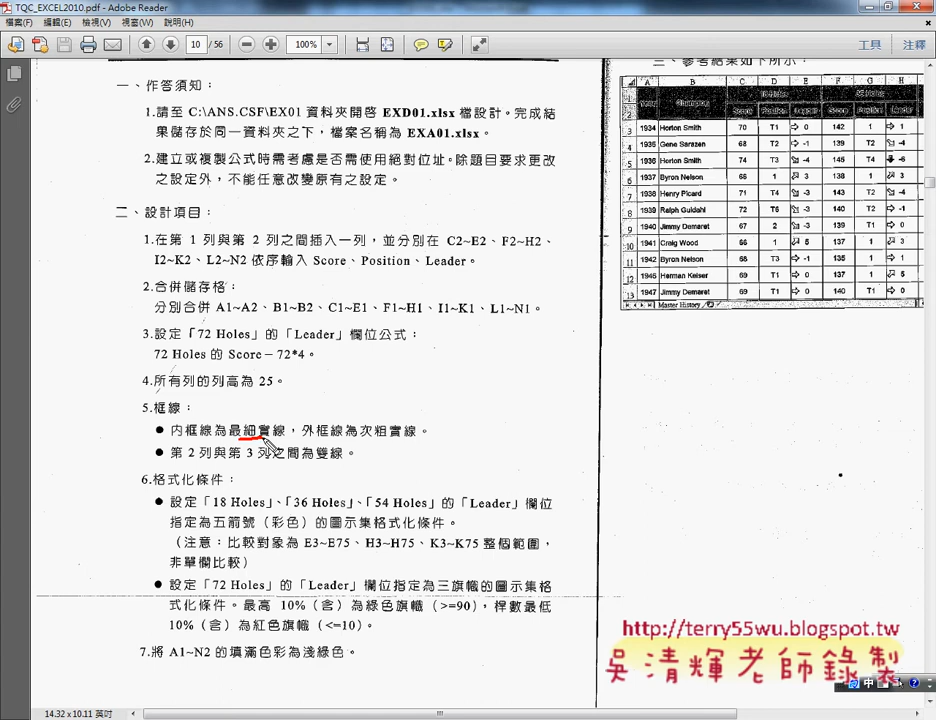 TQC_EXCEL2010.pdf - Adobe Reader
檔案(F) 編輯(E) 檢視(V) 視窗(W) 說明(H)
10 / 56 100% 工具 注釋
一、作答須知:
1.請至 C:\ANS.CSF\EX01 資料夾開啓 EXD01.xlsx 檔設計。完成結
果儲存於同一資料夾之下，檔案名稱為 EXA01.xlsx。
2.建立或複製公式時需考慮是否需使用絕對位址。除題目要求更改
之設定外，不能任意改變原有之設定。
二、設計項目:
1.在第 1 列與第 2 列之間插入一列，並分別在 C2~E2、F2~H2、
I2~K2、L2~N2 依序輸入 Score、Position、Leader。
2.合併儲存格:
分別合併 A1~A2、B1~B2、C1~E1、F1~H1、I1~K1、L1~N1。
3.設定「72 Holes」的「Leader」欄位公式:
72 Holes 的 Score－72*4。
4.所有列的列高為 25。
5.框線:
● 內框線為最細實線，外框線為次粗實線。
● 第 2 列與第 3 列之間為雙線。
6.格式化條件:
● 設定「18 Holes」、「36 Holes」、「54 Holes」的「Leader」欄位
指定為五箭號（彩色）的圖示集格式化條件。
（注意：比較對象為 E3~E75、H3~H75、K3~K75 整個範圍，
非單欄比較）
● 設定「72 Holes」的「Leader」欄位指定為三旗幟的圖示集格
式化條件。最高 10%（含）為綠色旗幟（>=90），桿數最低
10%（含）為紅色旗幟（<=10）。
7.將 A1~N2 的填滿色彩為淺綠色。
三、參考結果如下所示:
A B C D E F G H
1
2
3 1934 Horton Smith 70 T1 0 142 1 1
4 1935 Gene Sarazen 68 T2 -1 139 T2 -4
5 1936 Horton Smith 74 T3 -4 145 T4 -6
6 1937 Byron Nelson 66 1 3 138 1 3
7 1938 Henry Picard 71 T4 -3 143 T2 -4
8 1939 Ralph Guldahl 72 T6 -3 140 T2 -1
9 1940 Jimmy Demaret 67 2 -3 139 T1 0
10 1941 Craig Wood 66 1 5 137 1 3
11 1942 Byron Nelson 68 T3 -1 135 1 1
12 1946 Herman Keiser 69 T1 0 137 1 5
13 1947 Jimmy Demaret 69 T1 0 140 T1 0
Master History
http://terry55wu.blogspot.tw
吳清輝老師錄製
中
14.32 x 10.11 英吋